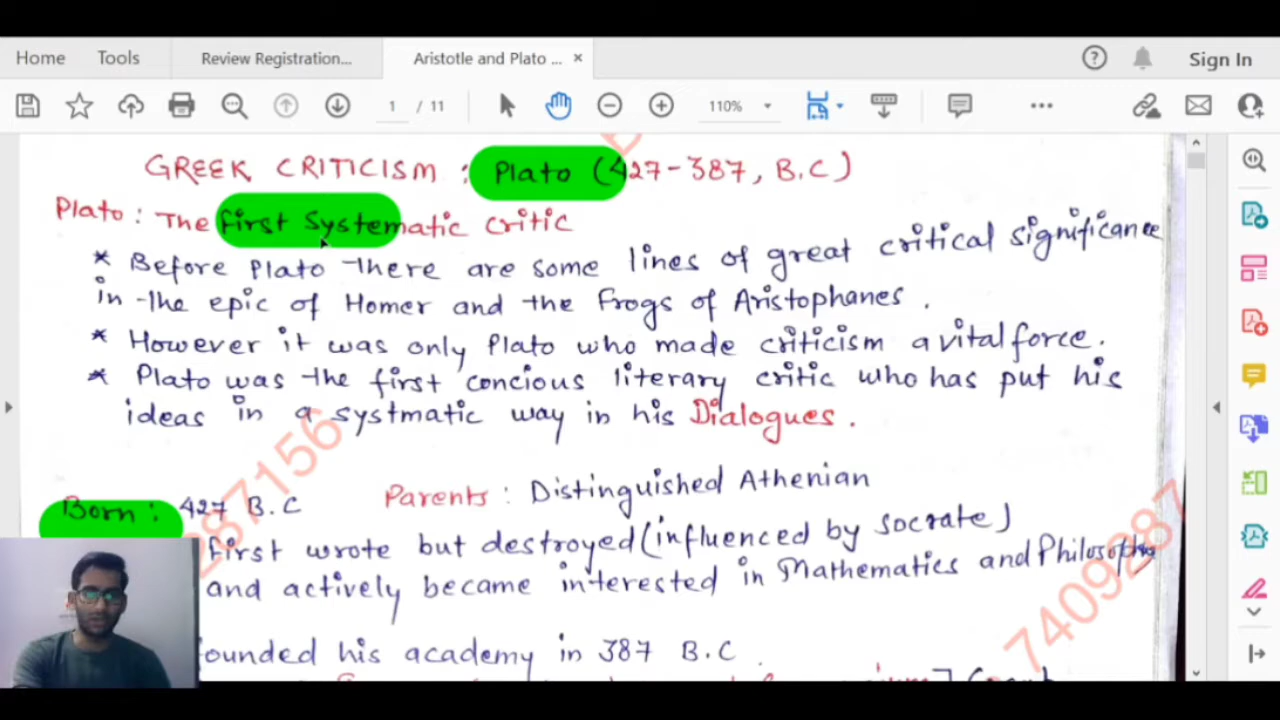 Home Tools Review Registration... Aristotle and Plato ... × Sign In
1 / 11 110%
GREEK CRITICISM : Plato (427-387, B.C)
Plato : The first Systematic critic
* Before Plato there are some lines of great critical significance
in the epic of Homer and the Frogs of Aristophanes .
* However it was only Plato who made criticism a vital force.
* Plato was the first concious literary critic who has put his
ideas in a systmatic way in his Dialogues .
Born : 427 B.C Parents : Distinguished Athenian
first wrote but destroyed (influenced by socrate)
and actively became interested in Mathematics and Philosophy
ounded his academy in 387 B.C .
287156
7409287